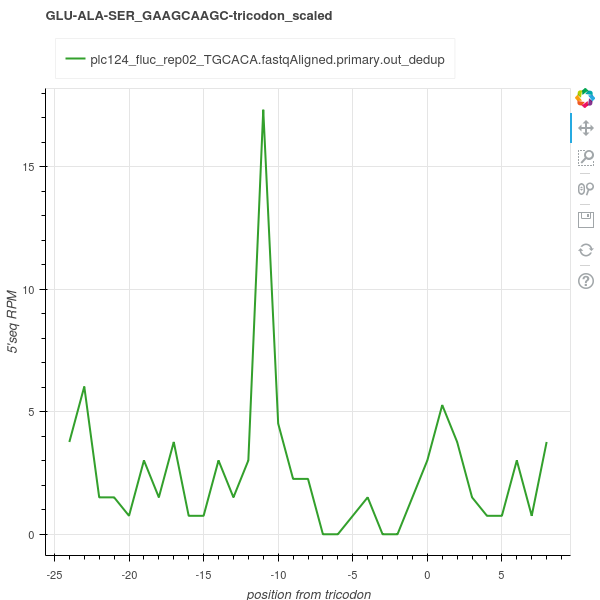 GLU-ALA-SER_GAAGCAAGC-tricodon_scaled
plc124_fluc_rep02_TGCACA.fastqAligned.primary.out_dedup
15
10
5
0
5'seq RPM
-25 -20 -15 -10 -5 0 5
position from tricodon